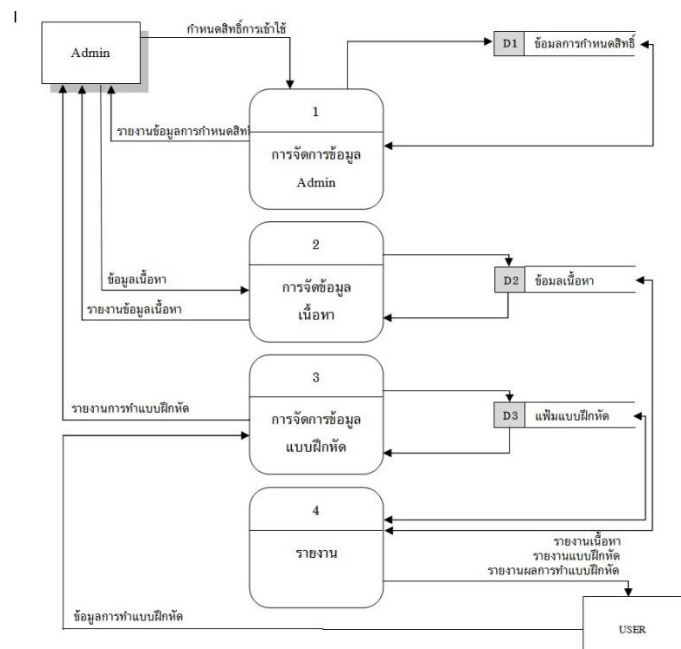 I
กำหนดสิทธิ์การเข้าใช้
Admin
D1
ข้อมลการกำหนดสิทธิ์
1
การจัดการข้อมูล
Admin
รายงานข้อมูลการกำหนดสิทธิ
2
การจัดข้อมูล
เนื้อหา
ข้อมูลเนื้อหา
รายงานข้อมูลเนื้อหา
D2
ข้อมลเนื้อหา
3
การจัดการข้อมูล
แบบฝึกหัด
รายงานการทำแบบฝึกหัด
D3
แฟ้มแบบฝึกหัด
4
รายงาน
รายงานเนื้อหา
รายงานแบบฝึกหัด
รายงานผลการทำแบบฝึกหัด
ข้อมูลการทำแบบฝึกหัด
USER